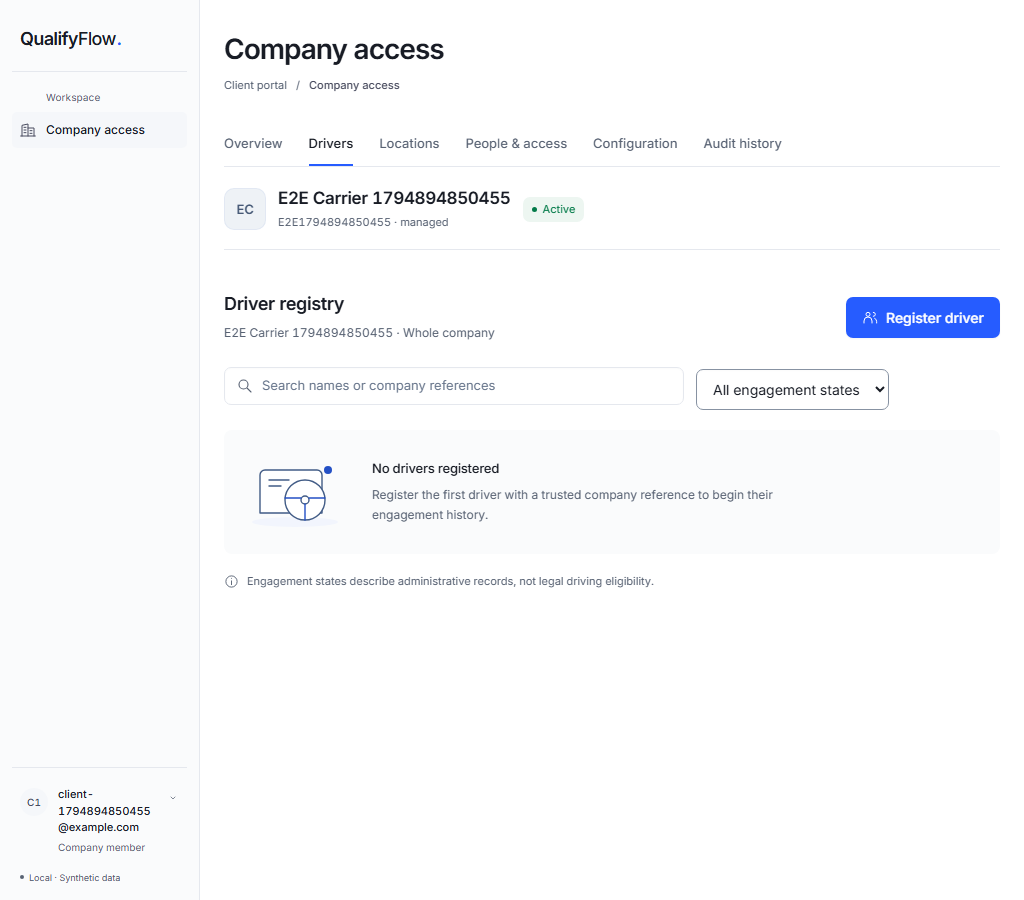 QualifyFlow.
Workspace
Company access
Company access
Client portal / Company access
Overview Drivers Locations People & access Configuration Audit history
EC
E2E Carrier 1794894850455
Active
E2E1794894850455 · managed
Driver registry
E2E Carrier 1794894850455 · Whole company
Register driver
Search names or company references
All engagement states
No drivers registered
Register the first driver with a trusted company reference to begin their
engagement history.
Engagement states describe administrative records, not legal driving eligibility.
C1
client-
1794894850455
@example.com
Company member
Local · Synthetic data